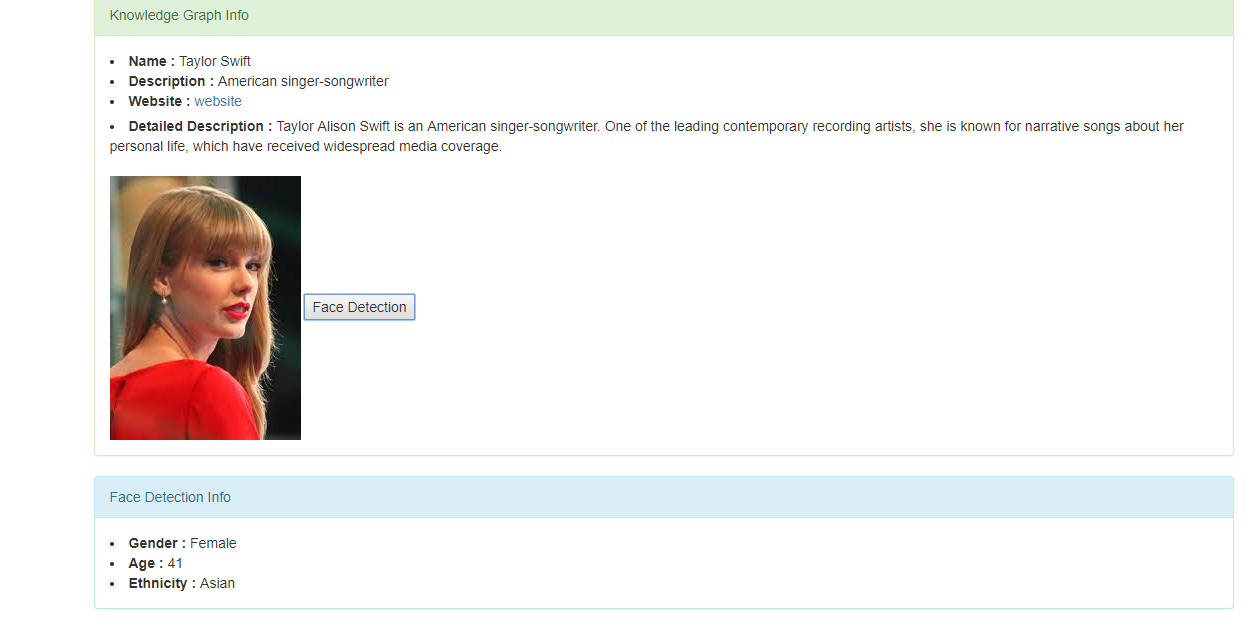 Knowledge Graph Info
Name : Taylor Swift
Description : American singer-songwriter
Website : website
Detailed Description : Taylor Alison Swift is an American singer-songwriter. One of the leading contemporary recording artists, she is known for narrative songs about her
personal life, which have received widespread media coverage.
Face Detection
Face Detection Info
Gender : Female
Age : 41
Ethnicity : Asian